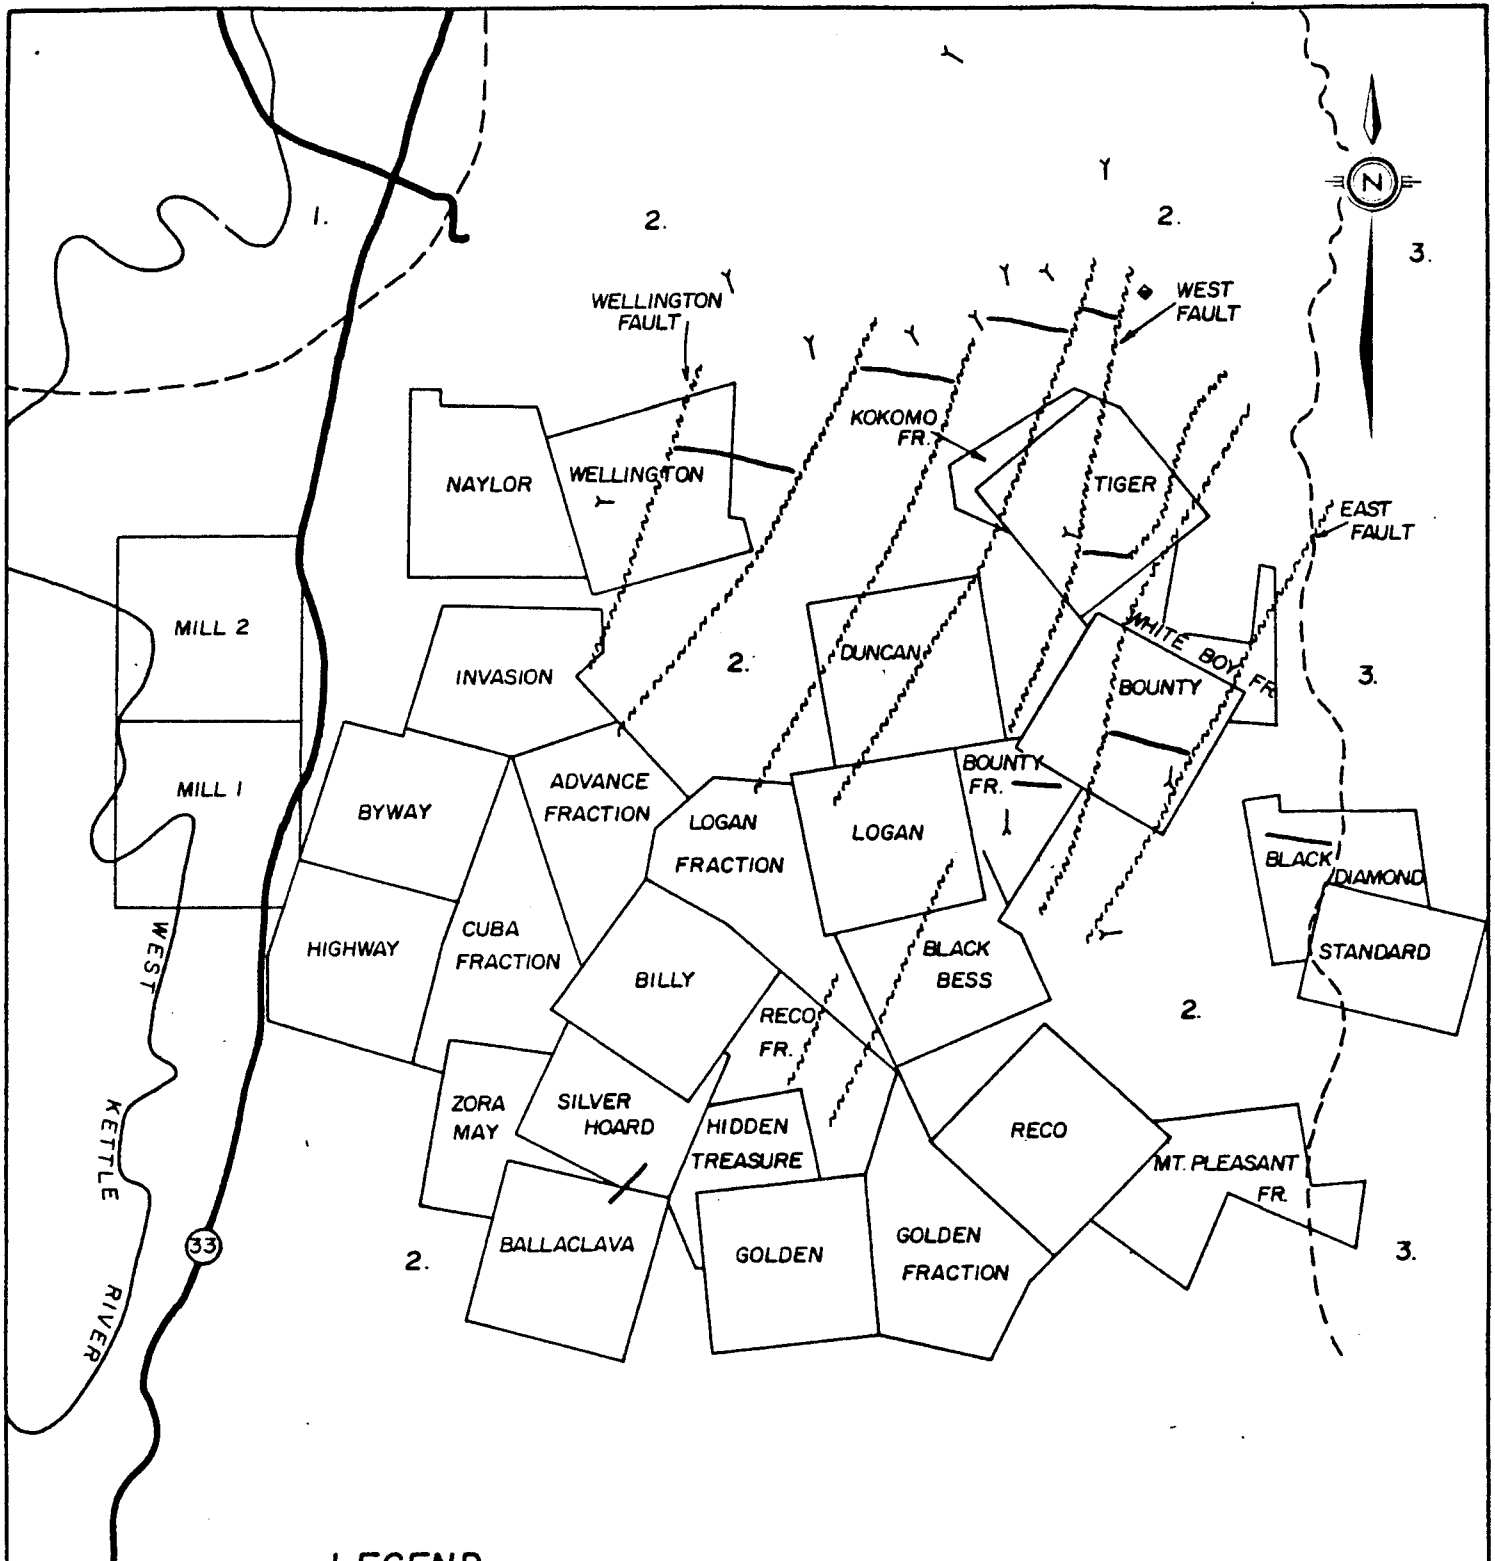 N
1.
2.
2.
3.
WELLINGTON
FAULT
WEST
FAULT
KOKOMO
FR.
NAYLOR
WELLINGTON
TIGER
EAST
FAULT
MILL 2
INVASION
2.
DUNCAN
WHITE BOY FR.
BOUNTY
3.
MILL 1
BYWAY
ADVANCE
FRACTION
LOGAN
FRACTION
LOGAN
BOUNTY
FR.
BLACK
DIAMOND
HIGHWAY
CUBA
FRACTION
BILLY
BLACK
BESS
STANDARD
RECO
FR.
2.
ZORA
MAY
SILVER
HOARD
HIDDEN
TREASURE
RECO
MT. PLEASANT
FR.
WEST
KETTLE
RIVER
33
2.
BALLACLAVA
GOLDEN
GOLDEN
FRACTION
3.
LEGEND